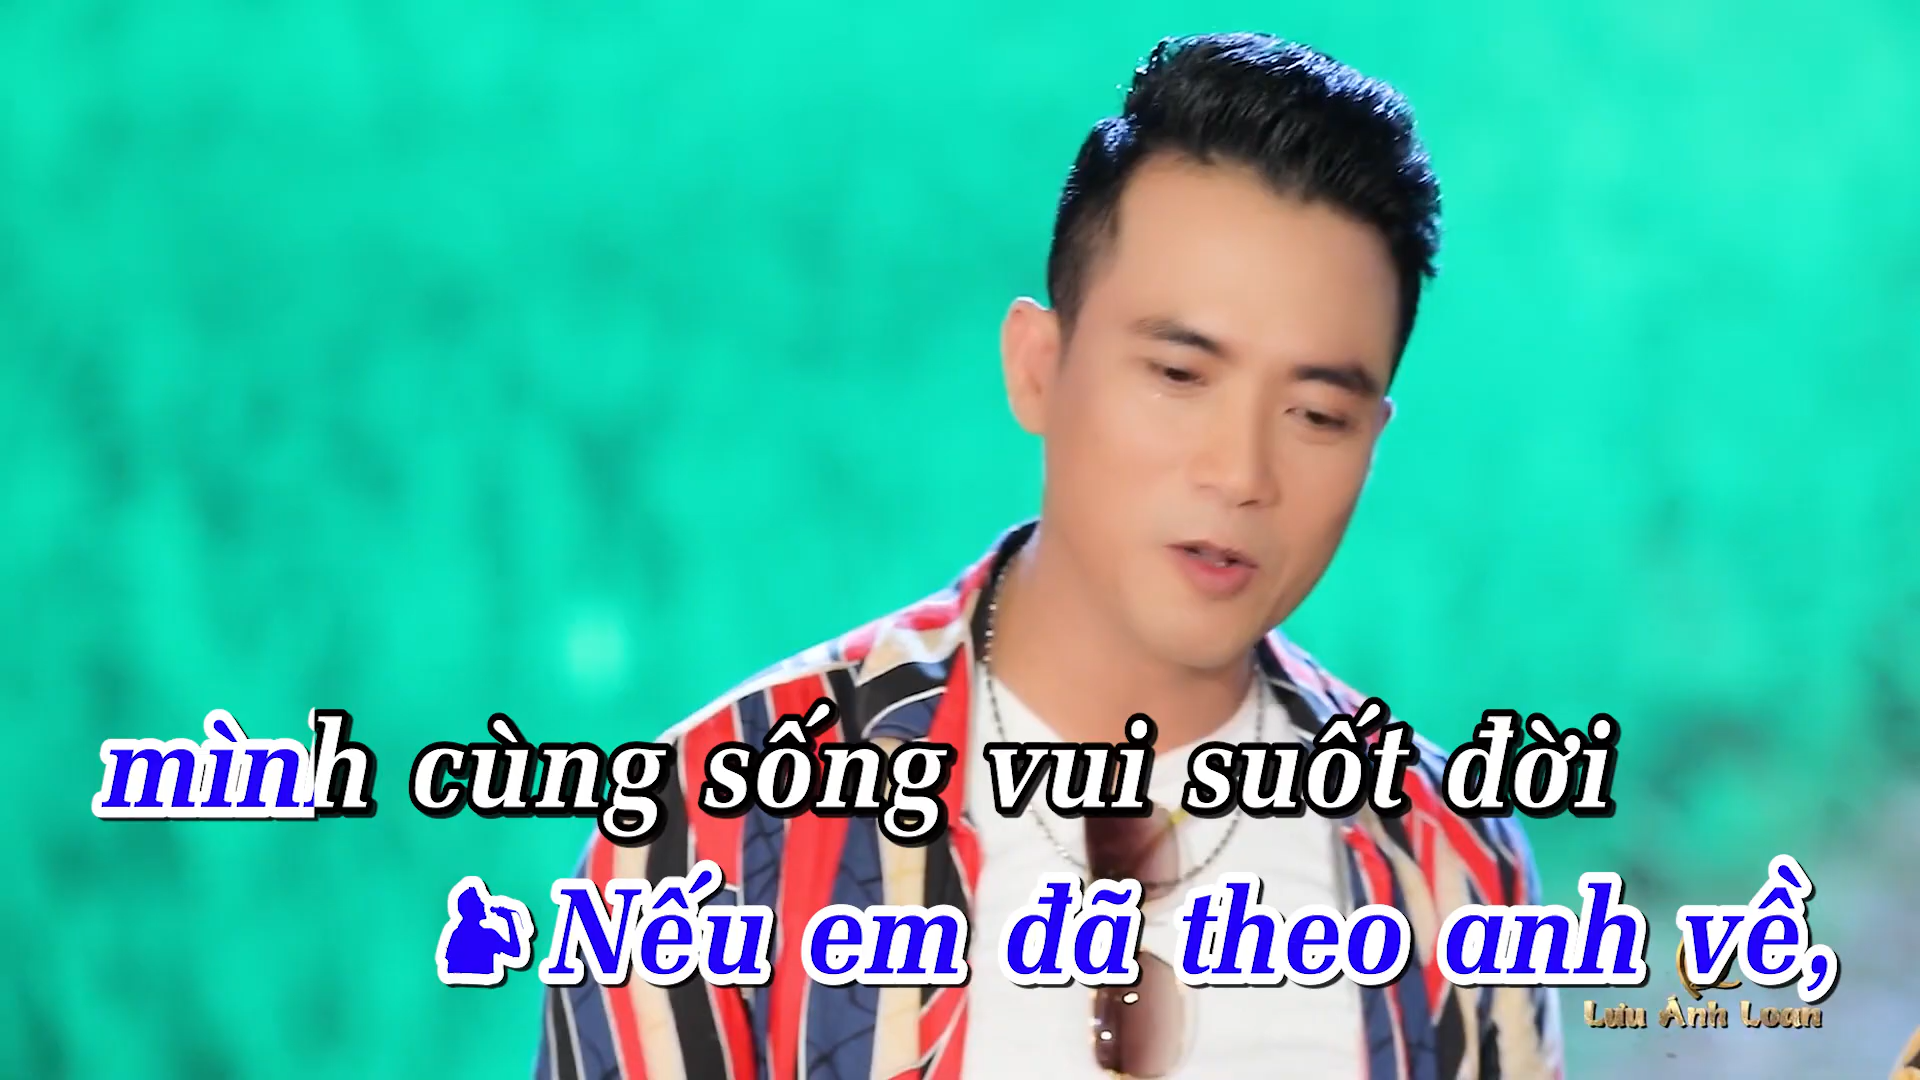 mình cùng sống vui suốt đời
Nếu em đã theo anh về,
Lưu Ánh Loan